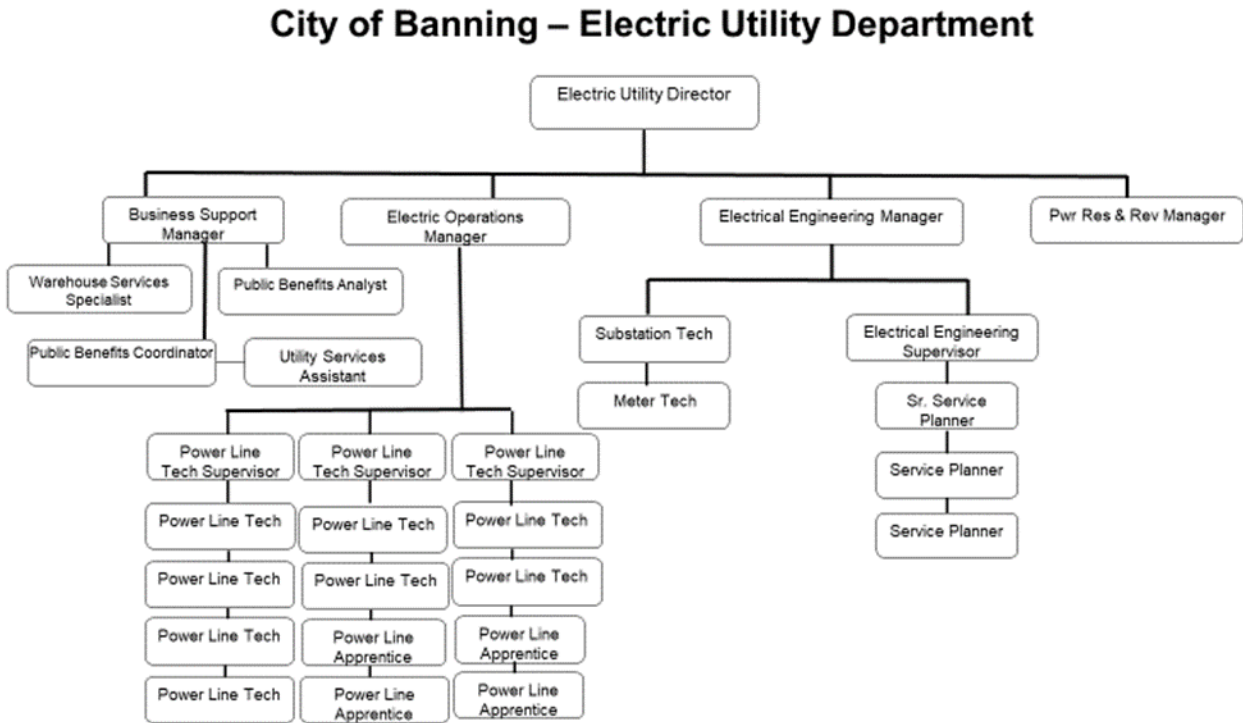 City of Banning – Electric Utility Department
Electric Utility Director
Business Support
Manager
Electric Operations
Manager
Electrical Engineering Manager
Pwr Res & Rev Manager
Warehouse Services
Specialist
Public Benefits Analyst
Public Benefits Coordinator
Utility Services
Assistant
Substation Tech
Meter Tech
Electrical Engineering
Supervisor
Sr. Service
Planner
Service Planner
Service Planner
Power Line
Tech Supervisor
Power Line Tech
Power Line Tech
Power Line Tech
Power Line Tech
Power Line
Tech Supervisor
Power Line Tech
Power Line Tech
Power Line
Apprentice
Power Line
Apprentice
Power Line
Tech Supervisor
Power Line Tech
Power Line Tech
Power Line
Apprentice
Power Line
Apprentice